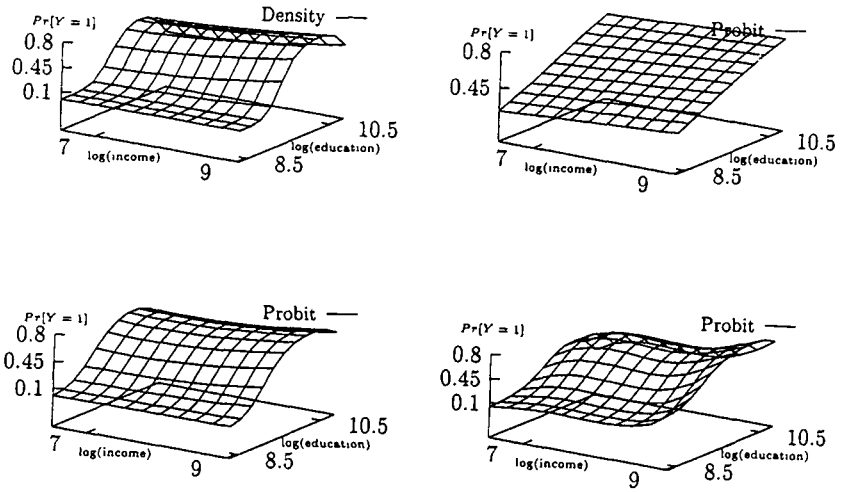 Pr[Y = 1]
Density
0.8
0.45
0.1
7
log(income)
9
8.5
log(education)
10.5
Pr[Y = 1]
Probit
0.8
0.45
7
log(income)
9
8.5
log(education)
10.5
Pr[Y = 1]
Probit
0.8
0.45
0.1
7
log(income)
9
8.5
log(education)
10.5
Pr[Y = 1]
Probit
0.8
0.45
0.1
7
log(income)
9
8.5
log(education)
10.5